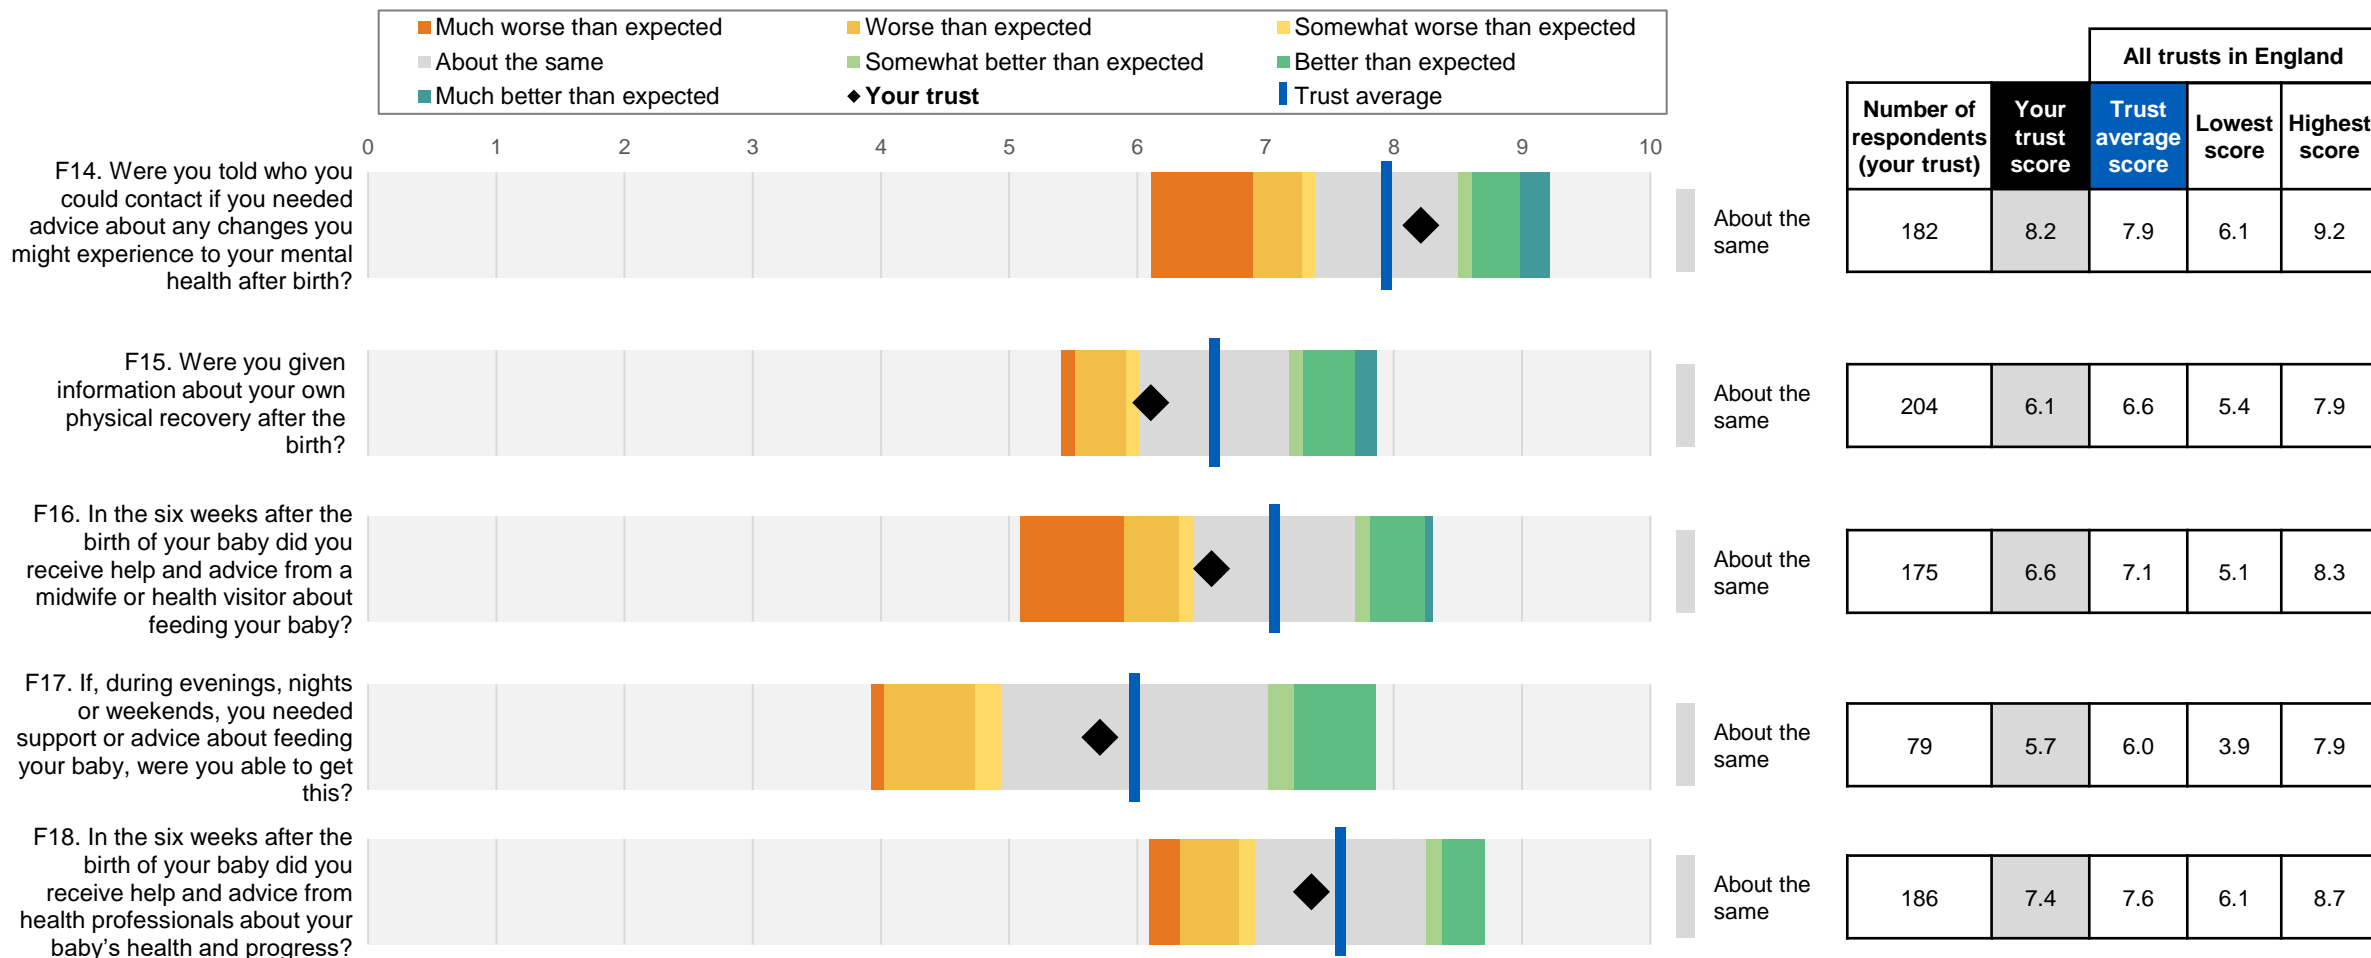 Much worse than expected
Worse than expected
Somewhat worse than expected
About the same
Somewhat better than expected
Better than expected
Much better than expected
Your trust
Trust average
All trusts in England
Number of
respondents
(your trust)
Your
trust
score
Trust
average
score
Lowest
score
Highest
score
0 1 2 3 4 5 6 7 8 9 10
F14. Were you told who you
could contact if you needed
advice about any changes you
might experience to your mental
health after birth?
About the
same
182 8.2 7.9 6.1 9.2
F15. Were you given
information about your own
physical recovery after the
birth?
About the
same
204 6.1 6.6 5.4 7.9
F16. In the six weeks after the
birth of your baby did you
receive help and advice from a
midwife or health visitor about
feeding your baby?
About the
same
175 6.6 7.1 5.1 8.3
F17. If, during evenings, nights
or weekends, you needed
support or advice about feeding
your baby, were you able to get
this?
About the
same
79 5.7 6.0 3.9 7.9
F18. In the six weeks after the
birth of your baby did you
receive help and advice from
health professionals about your
baby’s health and progress?
About the
same
186 7.4 7.6 6.1 8.7